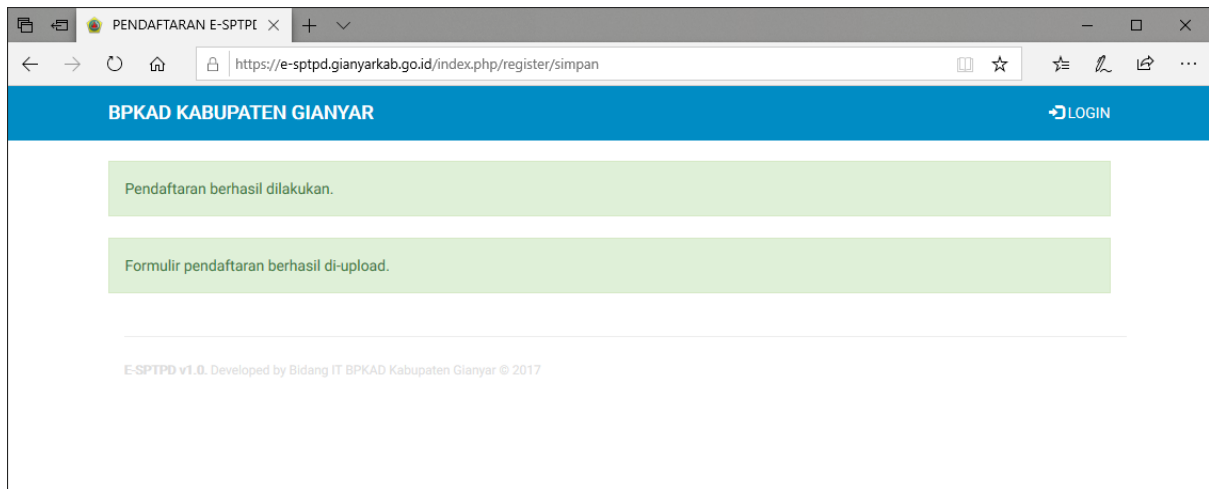 PENDAFTARAN E-SPTPD
https://e-sptpd.gianyarkab.go.id/index.php/register/simpan
BPKAD KABUPATEN GIANYAR
LOGIN
Pendaftaran berhasil dilakukan.
Formulir pendaftaran berhasil di-upload.
E-SPTPD v1.0. Developed by Bidang IT BPKAD Kabupaten Gianyar © 2017